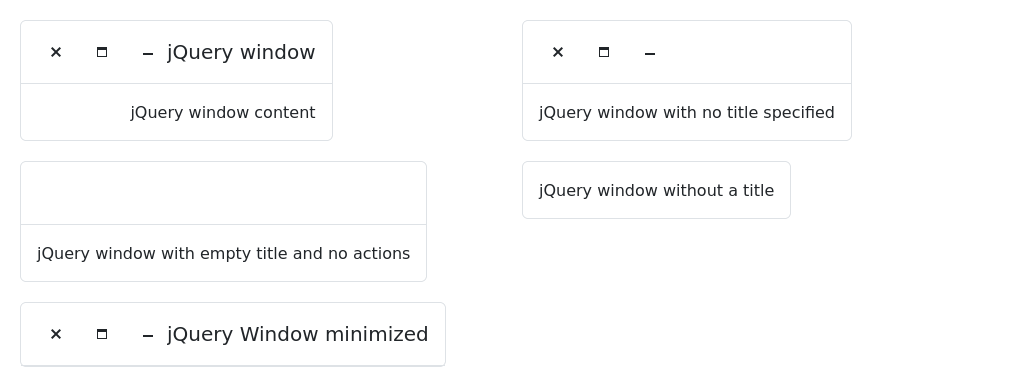 jQuery window
jQuery window content
jQuery window with no title specified
jQuery window with empty title and no actions
jQuery window without a title
jQuery Window minimized